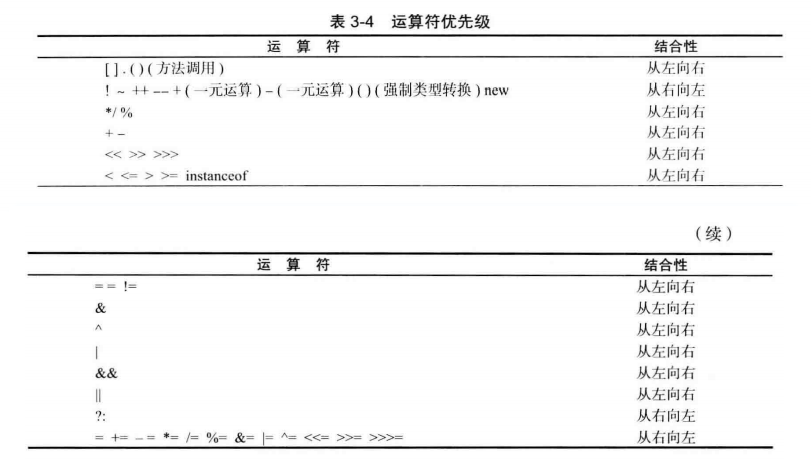 表 3-4 运算符优先级
运 算 符 结合性
[ ] . ( ) ( 方法调用 ) 从左向右
! ~ ++ -- + ( 一元运算 ) – ( 一元运算 ) ( ) ( 强制类型转换 ) new 从右向左
*/ % 从左向右
+ – 从左向右
<< >> >>> 从左向右
< <= > >= instanceof 从左向右
（续）
运 算 符 结合性
= = != 从左向右
& 从左向右
^ 从左向右
| 从左向右
&& 从左向右
|| 从左向右
?: 从右向左
= += – = *= /= %= &= |= ^= <<= >>= >>>= 从右向左